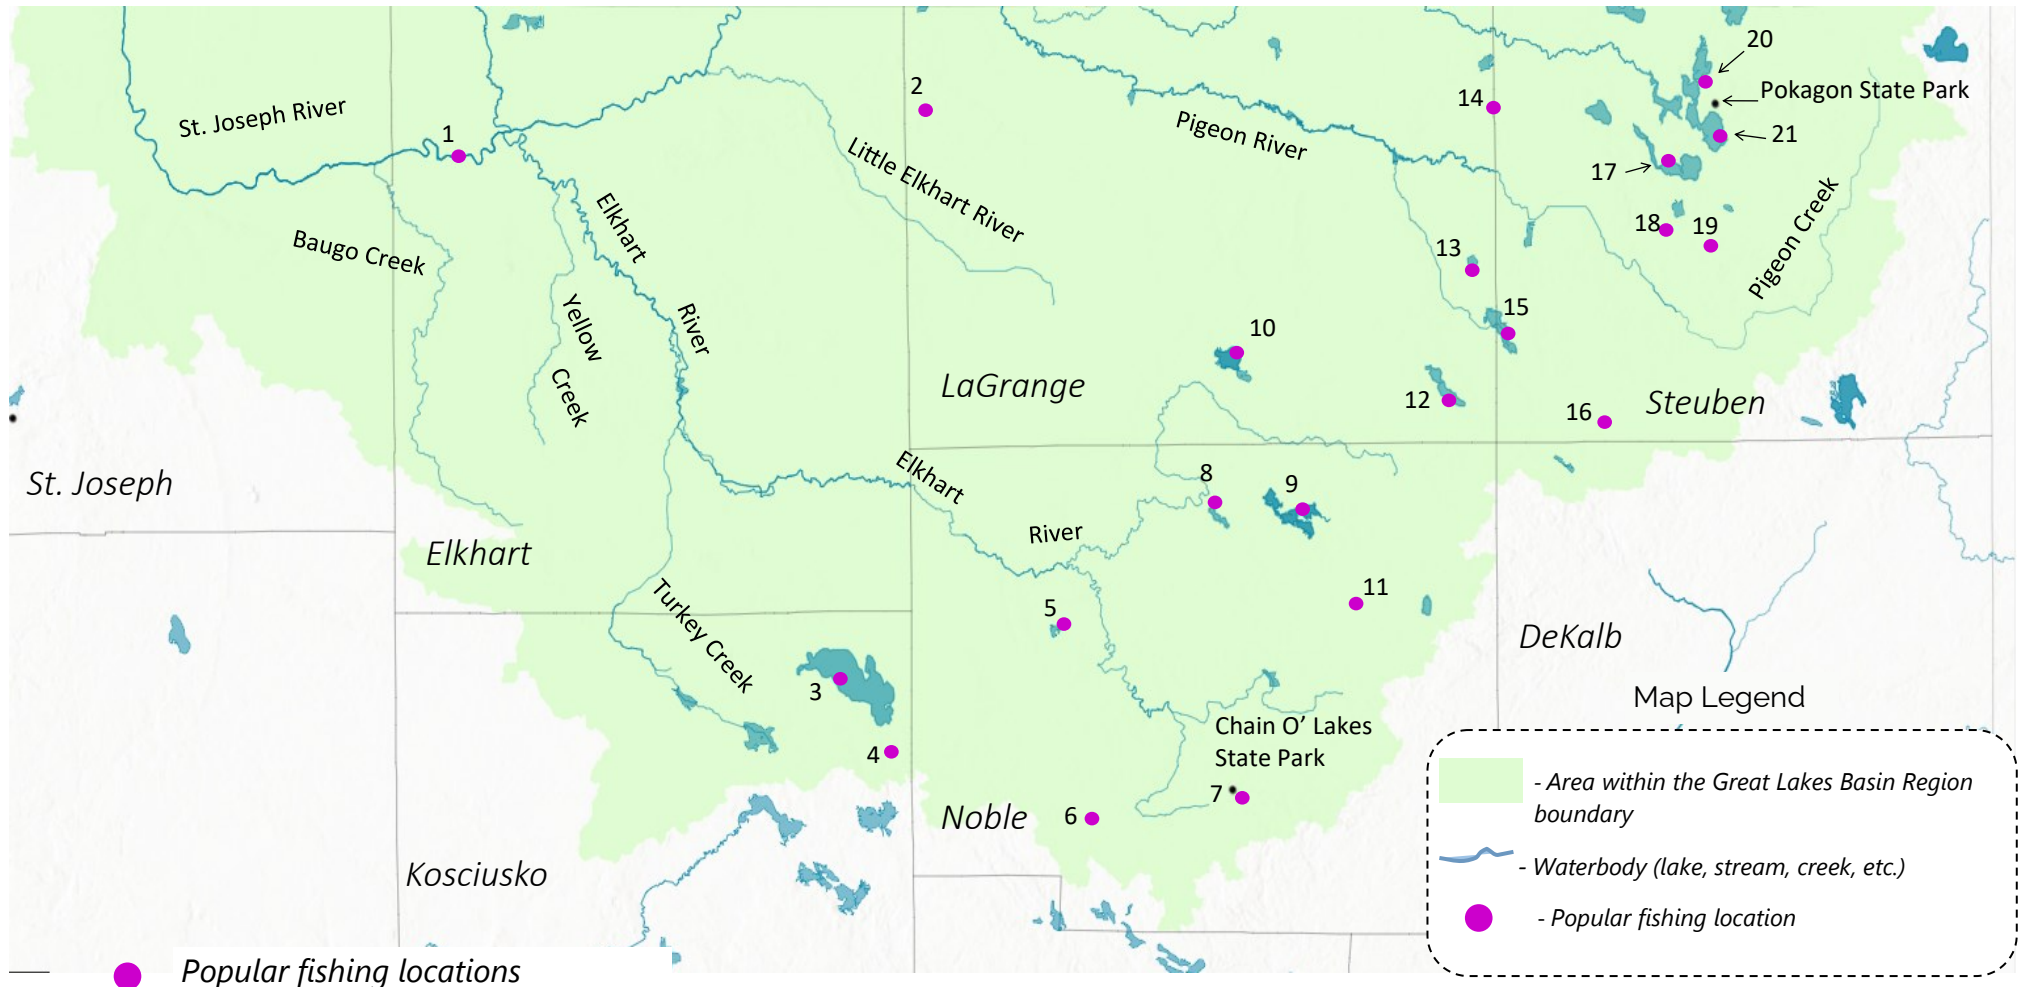 20
Pokagon State Park
2
14
St. Joseph River
1
Pigeon River
21
Little Elkhart River
17
Elkhart
River
Baugo Creek
18
19
Pigeon Creek
13
Yellow
Creek
15
10
LaGrange
12
16
Steuben
St. Joseph
Elkhart
River
8
9
Elkhart
Turkey Creek
5
11
DeKalb
3
4
Map Legend
Chain O’ Lakes
State Park
7
6
Noble
Kosciusko
- Area within the Great Lakes Basin Region
boundary
- Waterbody (lake, stream, creek, etc.)
- Popular fishing location
Popular fishing locations